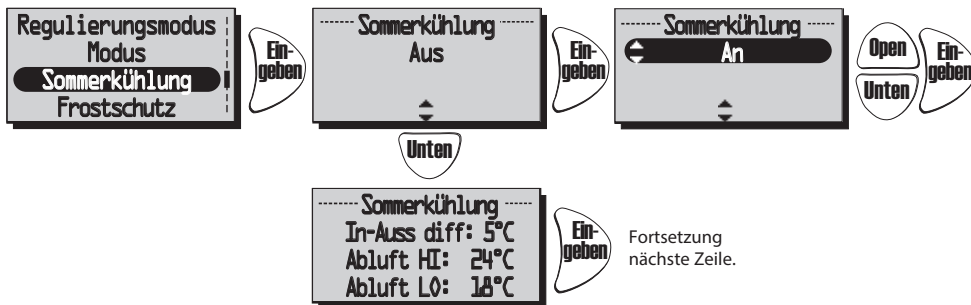 Regulierungsmodus
Modus
Sommerkühlung
Frostschutz
Ein-
geben
Sommerkühlung
Aus
Ein-
geben
Sommerkühlung
An
Open
Unten
Ein-
geben
Unten
Sommerkühlung
In-Auss diff: 5°C
Abluft HI: 24°C
Abluft LO: 18°C
Ein-
geben
Fortsetzung
nächste Zeile.